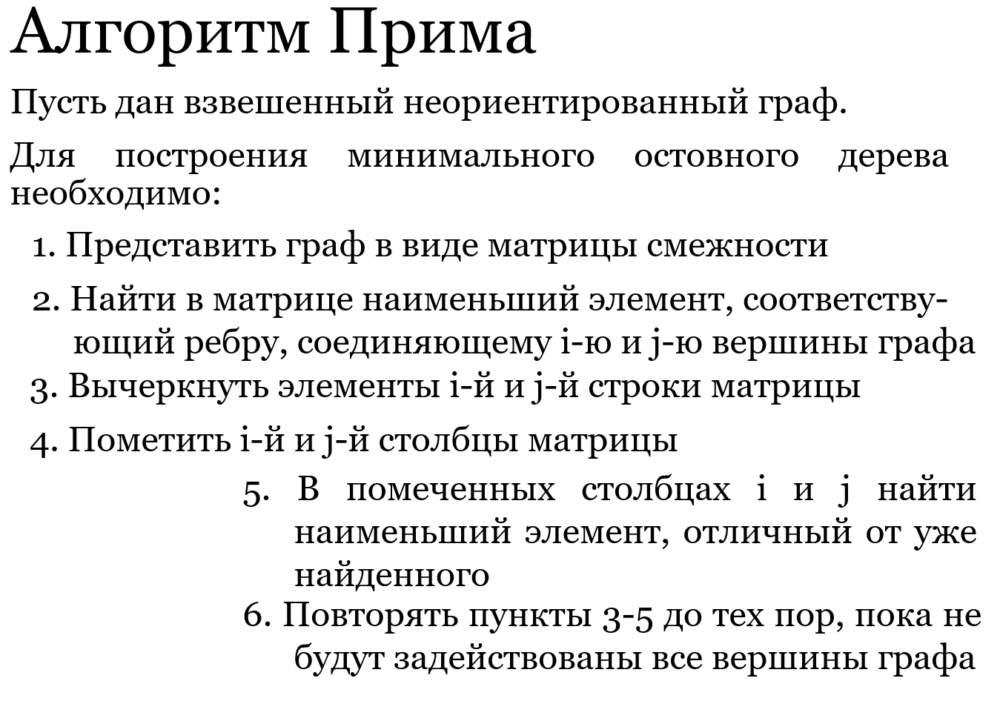 Алгоритм Прима
Пусть дан взвешенный неориентированный граф.
Для построения минимального остовного дерева
необходимо:
1. Представить граф в виде матрицы смежности
2. Найти в матрице наименьший элемент, соответству-
ющий ребру, соединяющему i-ю и j-ю вершины графа
3. Вычеркнуть элементы i-й и j-й строки матрицы
4. Пометить i-й и j-й столбцы матрицы
5. В помеченных столбцах i и j найти
наименьший элемент, отличный от уже
найденного
6. Повторять пункты 3-5 до тех пор, пока не
будут задействованы все вершины графа